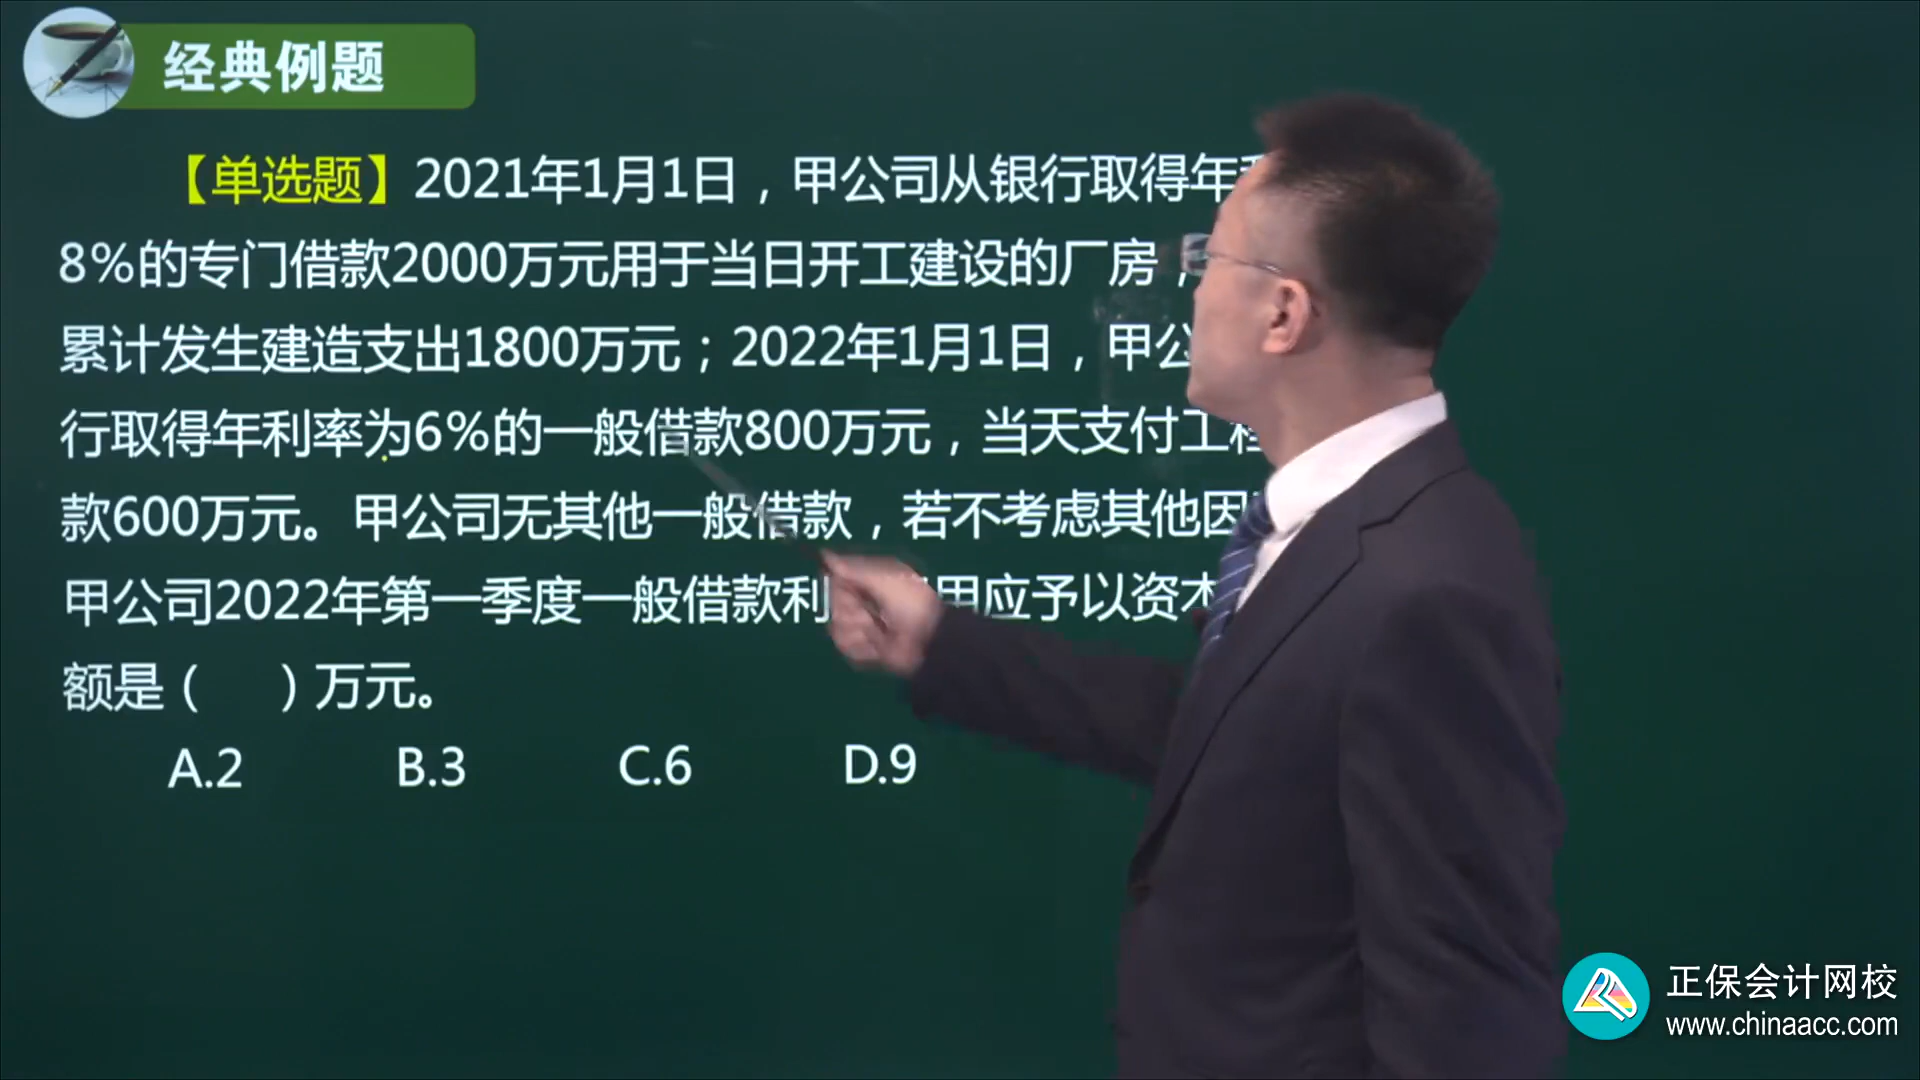 经典例题
【单选题】2021年1月1日，甲公司从银行取得年
8%的专门借款2000万元用于当日开工建设的厂房，
累计发生建造支出1800万元；2022年1月1日，甲公
行取得年利率为6%的一般借款800万元，当天支付工程
款600万元。甲公司无其他一般借款，若不考虑其他因
甲公司2022年第一季度一般借款利 用应予以资本
额是（ ）万元。
A.2 B.3 C.6 D.9
正保会计网校
www.chinaacc.com